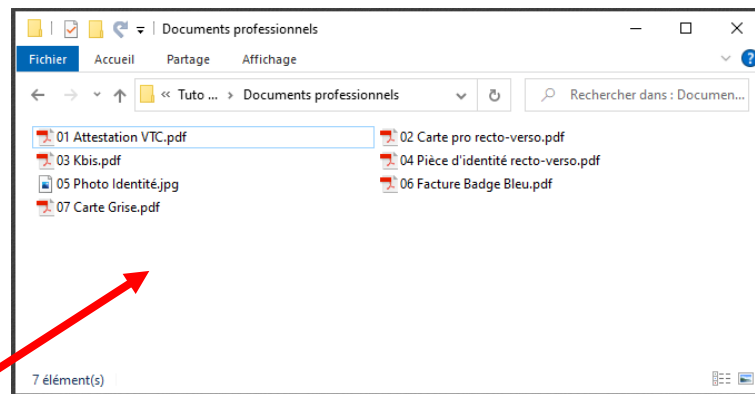 Documents professionnels
Fichier Accueil Partage Affichage
« Tuto ... › Documents professionnels Rechercher dans : Documen...
01 Attestation VTC.pdf 02 Carte pro recto-verso.pdf
03 Kbis.pdf 04 Pièce d'identité recto-verso.pdf
05 Photo Identité.jpg 06 Facture Badge Bleu.pdf
07 Carte Grise.pdf
7 élément(s)